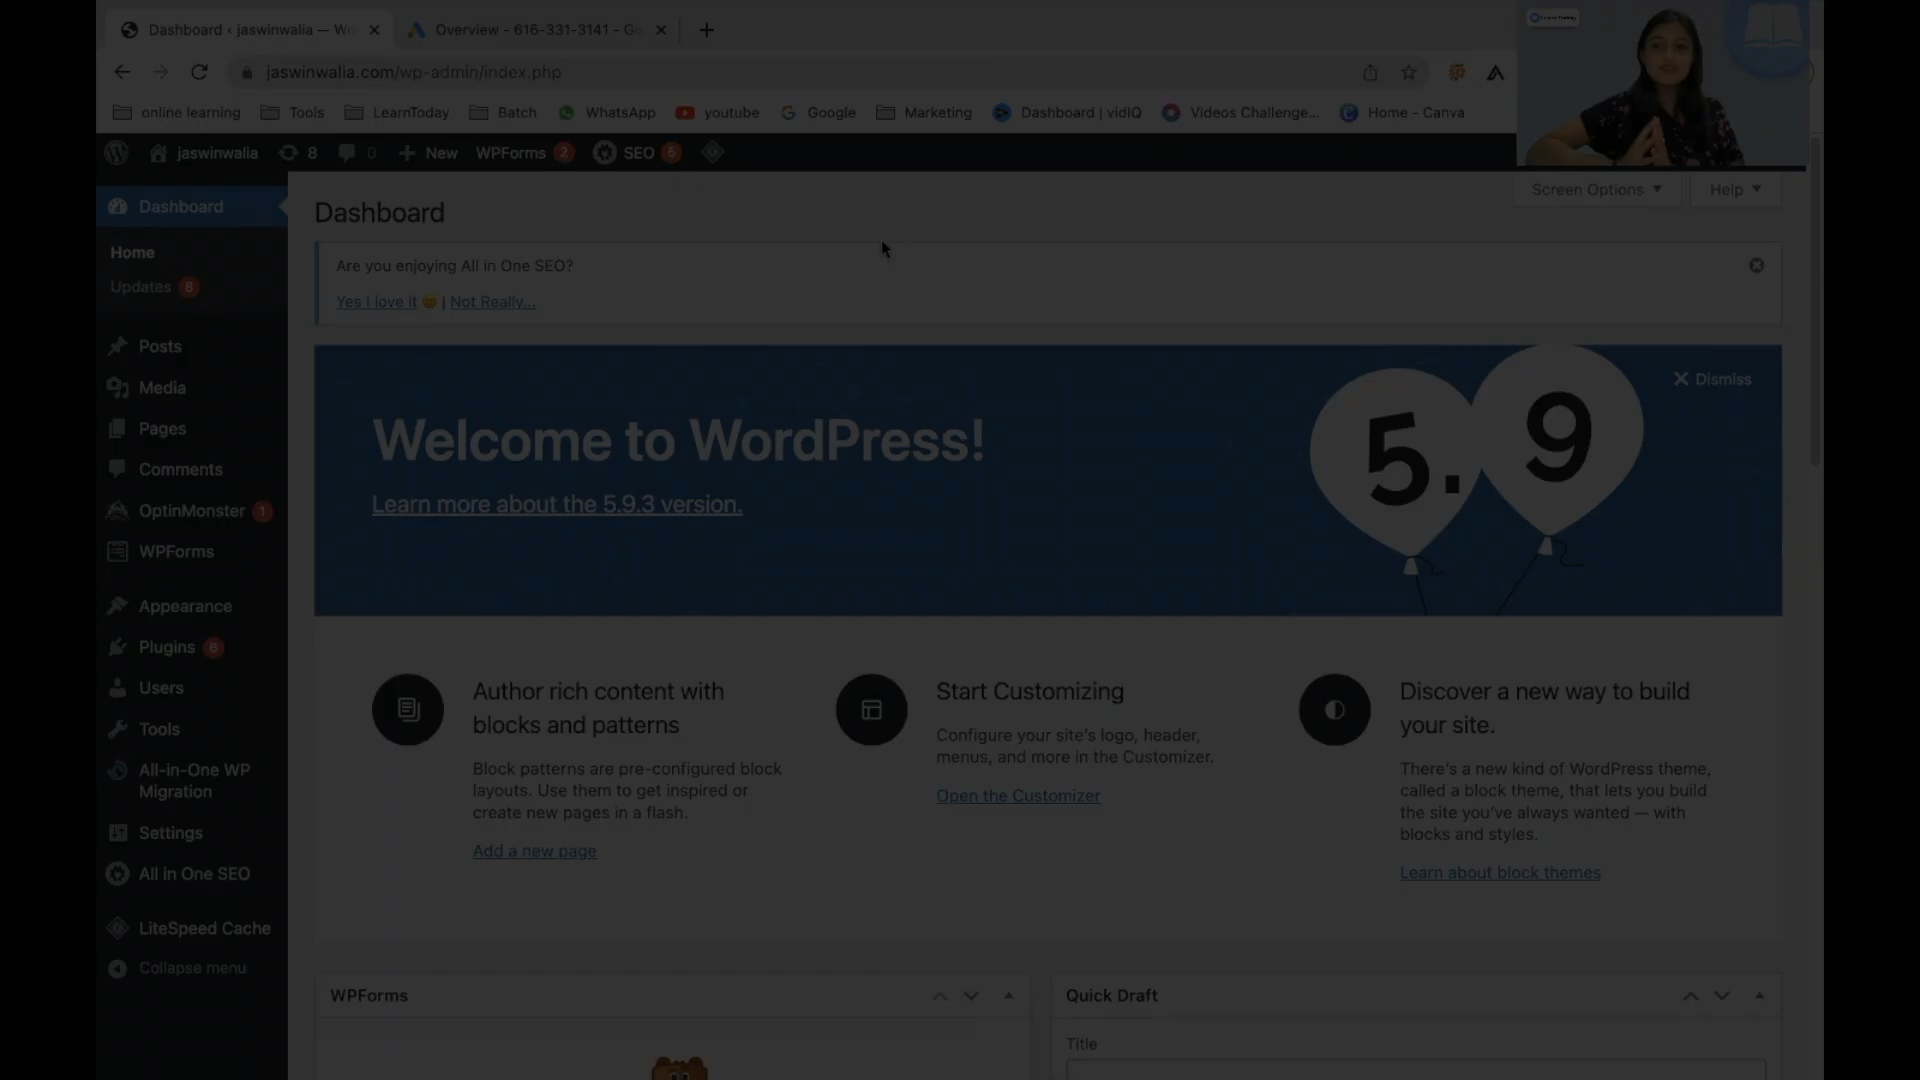 Dashboard ‹ jaswinwalia — Wo
Overview - 616-331-3141 - Go
jaswinwalia.com/wp-admin/index.php
online learning
Tools
LearnToday
Batch
WhatsApp
youtube
Google
Marketing
Dashboard | vidIQ
Videos Challenge...
Home - Canva
jaswinwalia
8
0
New
WPForms 2
SEO 6
Screen Options
Help
Dashboard
Home
Updates 8
Posts
Media
Pages
Comments
OptinMonster 1
WPForms
Appearance
Plugins 6
Users
Tools
All-in-One WP
Migration
Settings
All in One SEO
LiteSpeed Cache
Collapse menu
Dashboard
Are you enjoying All in One SEO?
Yes I love it | Not Really...
Dismiss
Welcome to WordPress!
Learn more about the 5.9.3 version.
5.9
Author rich content with
blocks and patterns
Block patterns are pre-configured block
layouts. Use them to get inspired or
create new pages in a flash.
Add a new page
Start Customizing
Configure your site's logo, header,
menus, and more in the Customizer.
Open the Customizer
Discover a new way to build
your site.
There's a new kind of WordPress theme,
called a block theme, that lets you build
the site you've always wanted — with
blocks and styles.
Learn about block themes
WPForms
Quick Draft
Title